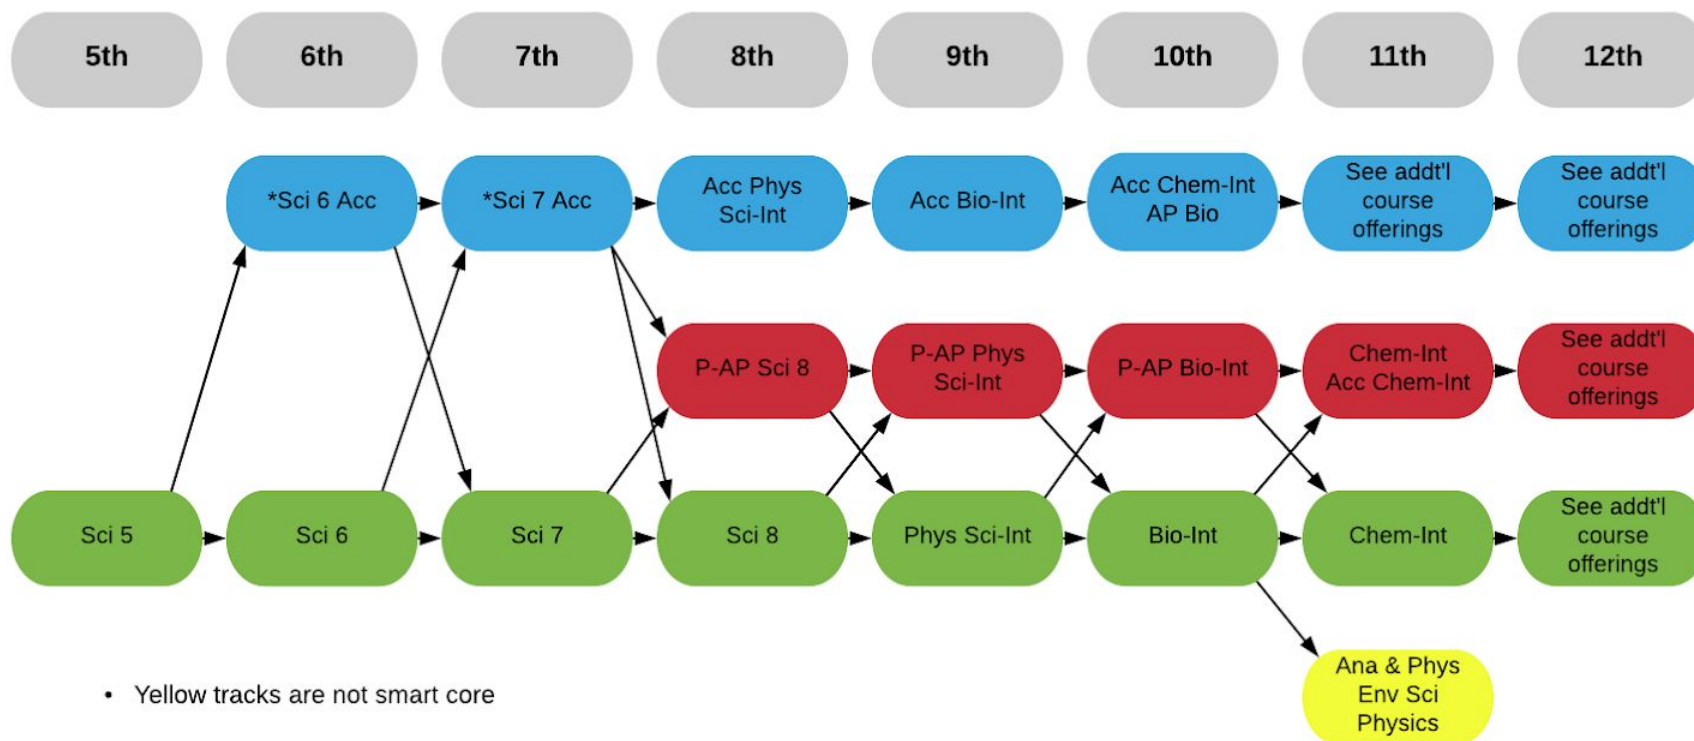 5th
6th
7th
8th
9th
10th
11th
12th
*Sci 6 Acc
*Sci 7 Acc
Acc Phys
Sci-Int
Acc Bio-Int
Acc Chem-Int
AP Bio
See addt'l
course
offerings
See addt'l
course
offerings
P-AP Sci 8
P-AP Phys
Sci-Int
P-AP Bio-Int
Chem-Int
Acc Chem-Int
See addt'l
course
offerings
Sci 5
Sci 6
Sci 7
Sci 8
Phys Sci-Int
Bio-Int
Chem-Int
See addt'l
course
offerings
Ana & Phys
Env Sci
Physics
• Yellow tracks are not smart core